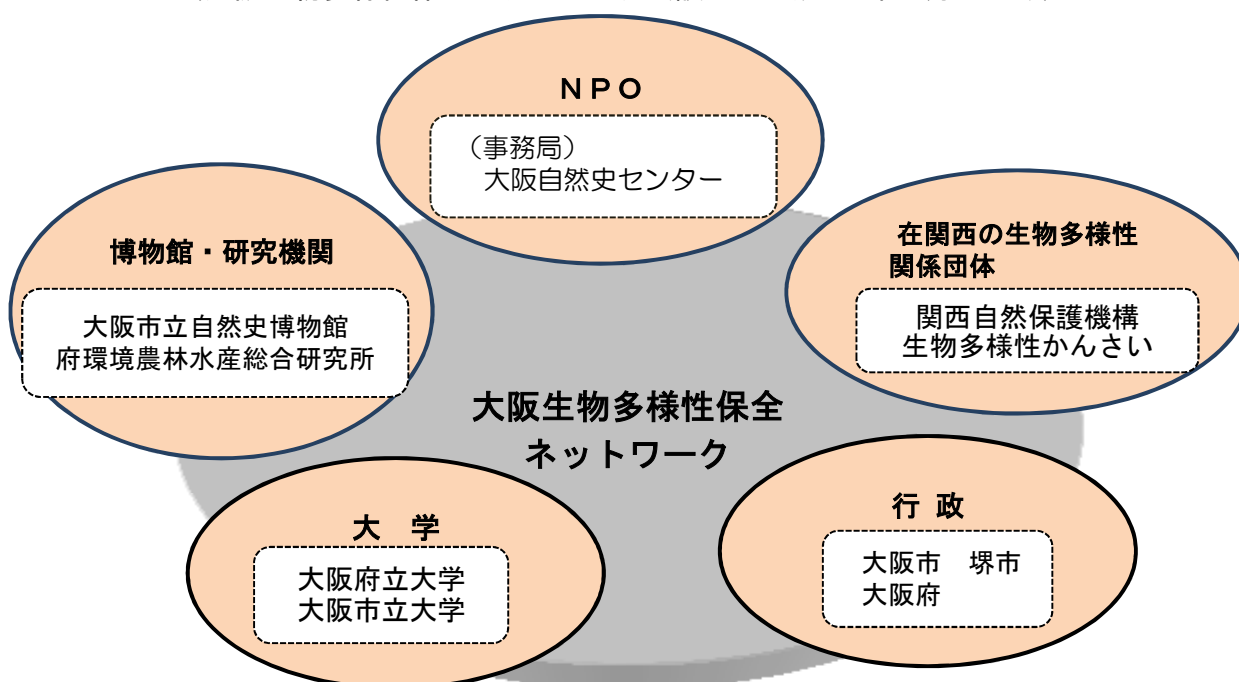 NPO
(事務局)
大阪自然史センター
博物館・研究機関
大阪市立自然史博物館
府環境農林水産総合研究所
在関西の生物多様性
関係団体
関西自然保護機構
生物多様性かんさい
大阪生物多様性保全
ネットワーク
大 学
大阪府立大学
大阪市立大学
行 政
大阪市 堺市
大阪府